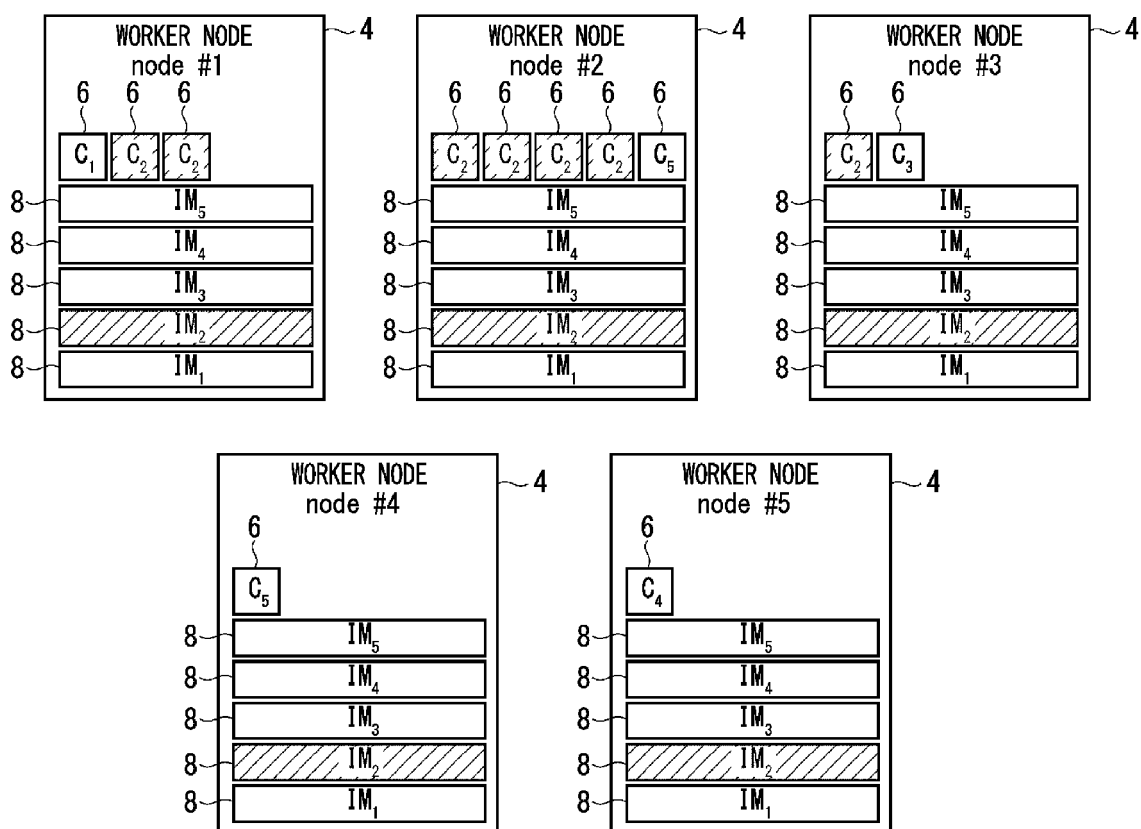 WORKER NODE
node #1
4
6 6 6
C₁ C₂ C₂
8 IM₅
8 IM₄
8 IM₃
8 IM₂
8 IM₁
WORKER NODE
node #2
4
6 6 6 6 6
C₂ C₂ C₂ C₂ C₅
8 IM₅
8 IM₄
8 IM₃
8 IM₂
8 IM₁
WORKER NODE
node #3
4
6 6
C₂ C₃
8 IM₅
8 IM₄
8 IM₃
8 IM₂
8 IM₁
WORKER NODE
node #4
4
6
C₅
8 IM₅
8 IM₄
8 IM₃
8 IM₂
8 IM₁
WORKER NODE
node #5
4
6
C₄
8 IM₅
8 IM₄
8 IM₃
8 IM₂
8 IM₁